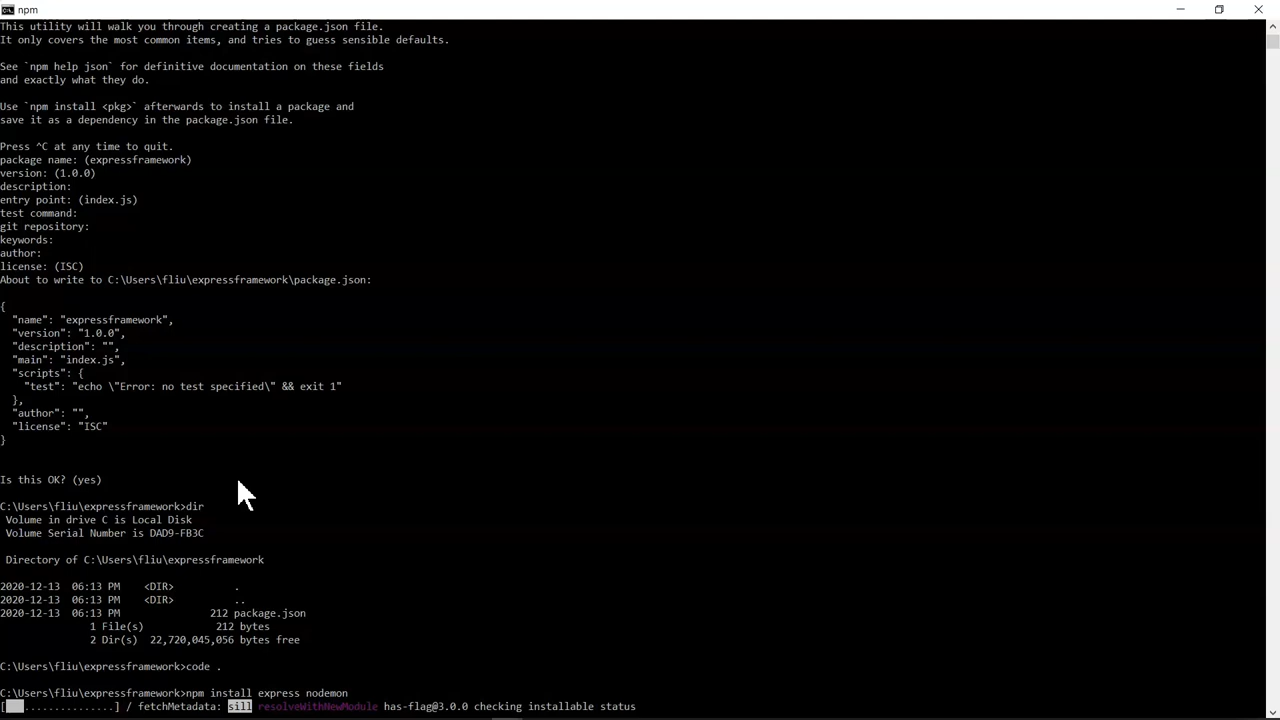 npm
This utility will walk you through creating a package.json file.
It only covers the most common items, and tries to guess sensible defaults.
See `npm help json` for definitive documentation on these fields
and exactly what they do.
Use `npm install <pkg>` afterwards to install a package and
save it as a dependency in the package.json file.
Press ^C at any time to quit.
package name: (expressframework)
version: (1.0.0)
description:
entry point: (index.js)
test command:
git repository:
keywords:
author:
license: (ISC)
About to write to C:\Users\fliu\expressframework\package.json:
{
  "name": "expressframework",
  "version": "1.0.0",
  "description": "",
  "main": "index.js",
  "scripts": {
    "test": "echo \"Error: no test specified\" && exit 1"
  },
  "author": "",
  "license": "ISC"
}
Is this OK? (yes)
C:\Users\fliu\expressframework>dir
 Volume in drive C is Local Disk
 Volume Serial Number is DAD9-FB3C
 Directory of C:\Users\fliu\expressframework
2020-12-13  06:13 PM    <DIR>          .
2020-12-13  06:13 PM    <DIR>          ..
2020-12-13  06:13 PM               212 package.json
               1 File(s)            212 bytes
               2 Dir(s)  22,720,045,056 bytes free
C:\Users\fliu\expressframework>code .
C:\Users\fliu\expressframework>npm install express nodemon
[  ...............] / fetchMetadata: sill resolveWithNewModule has-flag@3.0.0 checking installable status